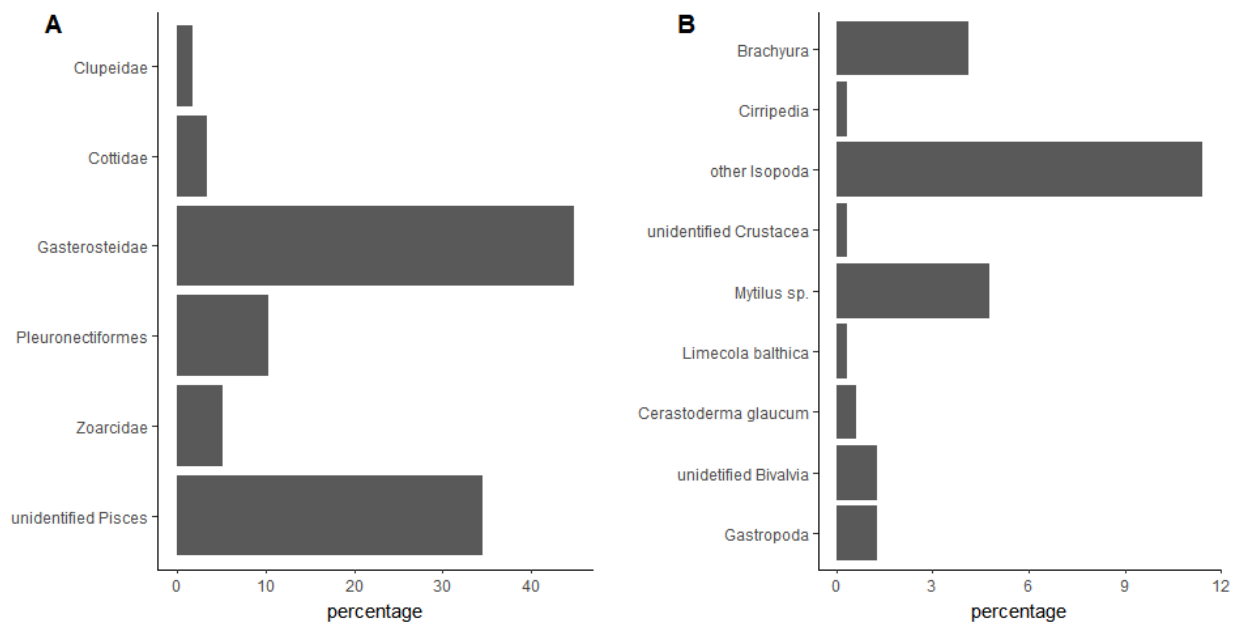 A
Clupeidae
Cottidae
Gasterosteidae
Pleuronectiformes
Zoarcidae
unidentified Pisces
0 10 20 30 40
percentage
B
Brachyura
Cirripedia
other Isopoda
unidentified Crustacea
Mytilus sp.
Limecola balthica
Cerastoderma glaucum
unidetified Bivalvia
Gastropoda
0 3 6 9 12
percentage